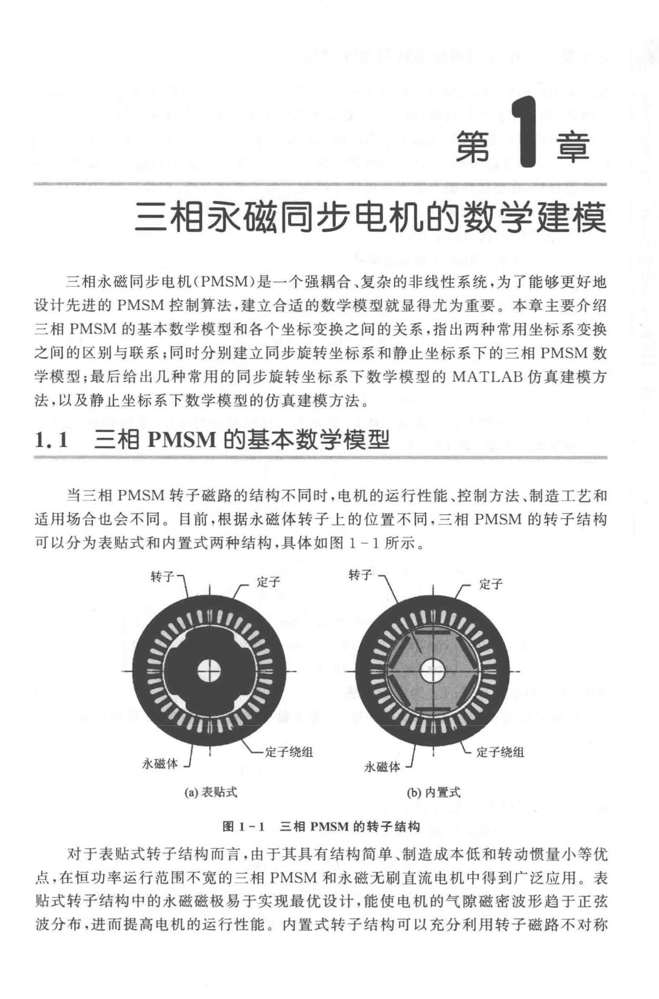 第1章
三相永磁同步电机的数学建模
三相永磁同步电机(PMSM)是一个强耦合、复杂的非线性系统,为了能够更好地
设计先进的 PMSM 控制算法,建立合适的数学模型就显得尤为重要。本章主要介绍
三相 PMSM 的基本数学模型和各个坐标变换之间的关系,指出两种常用坐标系变换
之间的区别与联系;同时分别建立同步旋转坐标系和静止坐标系下的三相 PMSM 数
学模型;最后给出几种常用的同步旋转坐标系下数学模型的 MATLAB 仿真建模方
法,以及静止坐标系下数学模型的仿真建模方法。
1.1 三相 PMSM 的基本数学模型
当三相 PMSM 转子磁路的结构不同时,电机的运行性能、控制方法、制造工艺和
适用场合也会不同。目前,根据永磁体转子上的位置不同,三相 PMSM 的转子结构
可以分为表贴式和内置式两种结构,具体如图 1-1 所示。
转子
定子
永磁体
定子绕组
(a) 表贴式
转子
定子
永磁体
定子绕组
(b) 内置式
图 1-1 三相 PMSM 的转子结构
对于表贴式转子结构而言,由于其具有结构简单、制造成本低和转动惯量小等优
点,在恒功率运行范围不宽的三相 PMSM 和永磁无刷直流电机中得到广泛应用。表
贴式转子结构中的永磁磁极易于实现最优设计,能使电机的气隙磁密波形趋于正弦
波分布,进而提高电机的运行性能。内置式转子结构可以充分利用转子磁路不对称